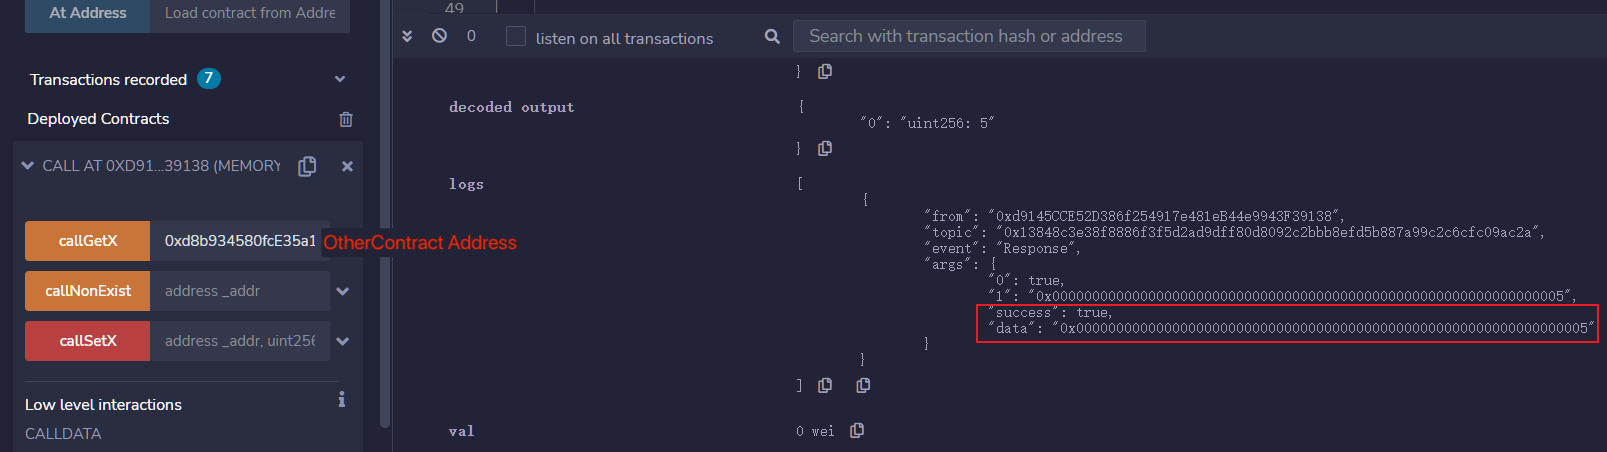 At Address
Load contract from Addre
49
0
listen on all transactions
Search with transaction hash or address
Transactions recorded 7
Deployed Contracts
CALL AT 0XD91...39138 (MEMORY
callGetX
0xd8b934580fcE35a1
OtherContract Address
callNonExist
address _addr
callSetX
address _addr, uint256
Low level interactions
CALLDATA
}
decoded output
{
"0": "uint256: 5"
}
logs
[
{
"from": "0xd9145CCE52D386f254917e481eB44e9943F39138",
"topic": "0x13848c3e38f8886f3f5d2ad9dff80d8092c2bbb8efd5b887a99c2c6cfc09ac2a",
"event": "Response",
"args": {
"0": true,
"1": "0x0000000000000000000000000000000000000000000000000000000000000005",
"success": true,
"data": "0x0000000000000000000000000000000000000000000000000000000000000005"
}
}
]
val
0 wei